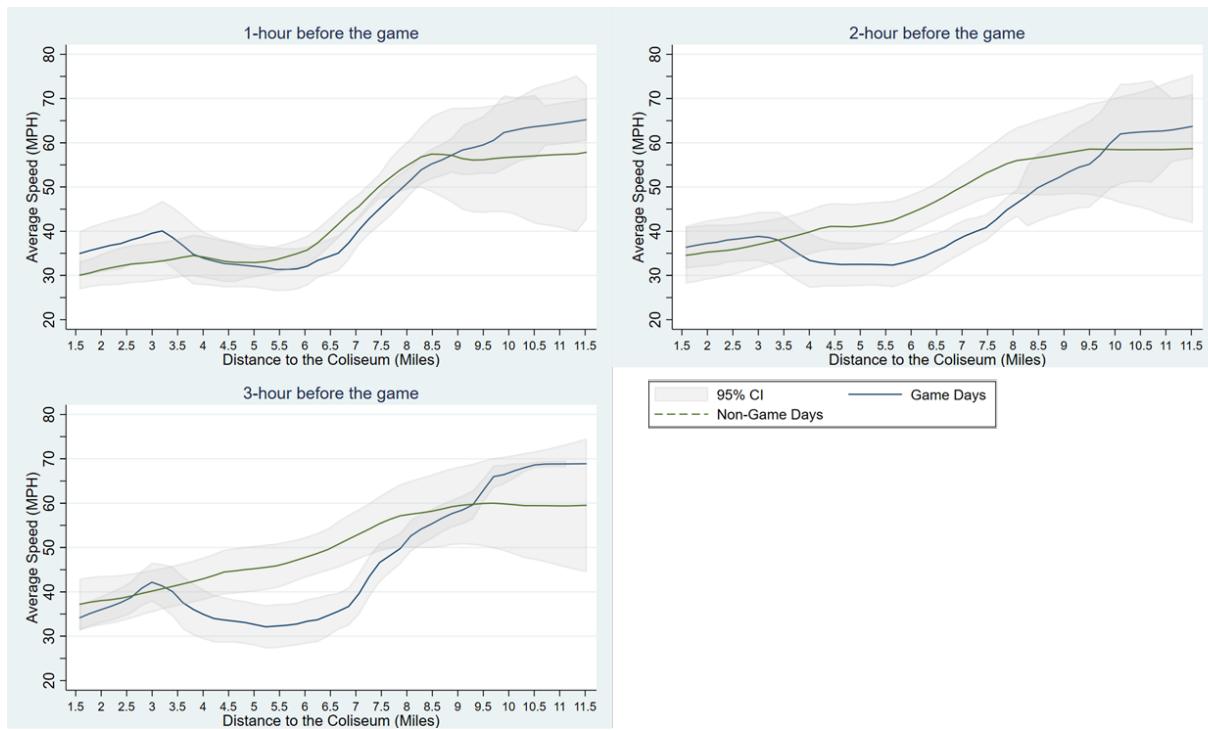 1-hour before the game
80
70
60
50
40
30
20
Average Speed (MPH)
1.5 2 2.5 3 3.5 4 4.5 5 5.5 6 6.5 7 7.5 8 8.5 9 9.5 10 10.5 11 11.5
Distance to the Coliseum (Miles)
2-hour before the game
80
70
60
50
40
30
20
Average Speed (MPH)
1.5 2 2.5 3 3.5 4 4.5 5 5.5 6 6.5 7 7.5 8 8.5 9 9.5 10 10.5 11 11.5
Distance to the Coliseum (Miles)
3-hour before the game
80
70
60
50
40
30
20
Average Speed (MPH)
1.5 2 2.5 3 3.5 4 4.5 5 5.5 6 6.5 7 7.5 8 8.5 9 9.5 10 10.5 11 11.5
Distance to the Coliseum (Miles)
95% CI Game Days
Non-Game Days